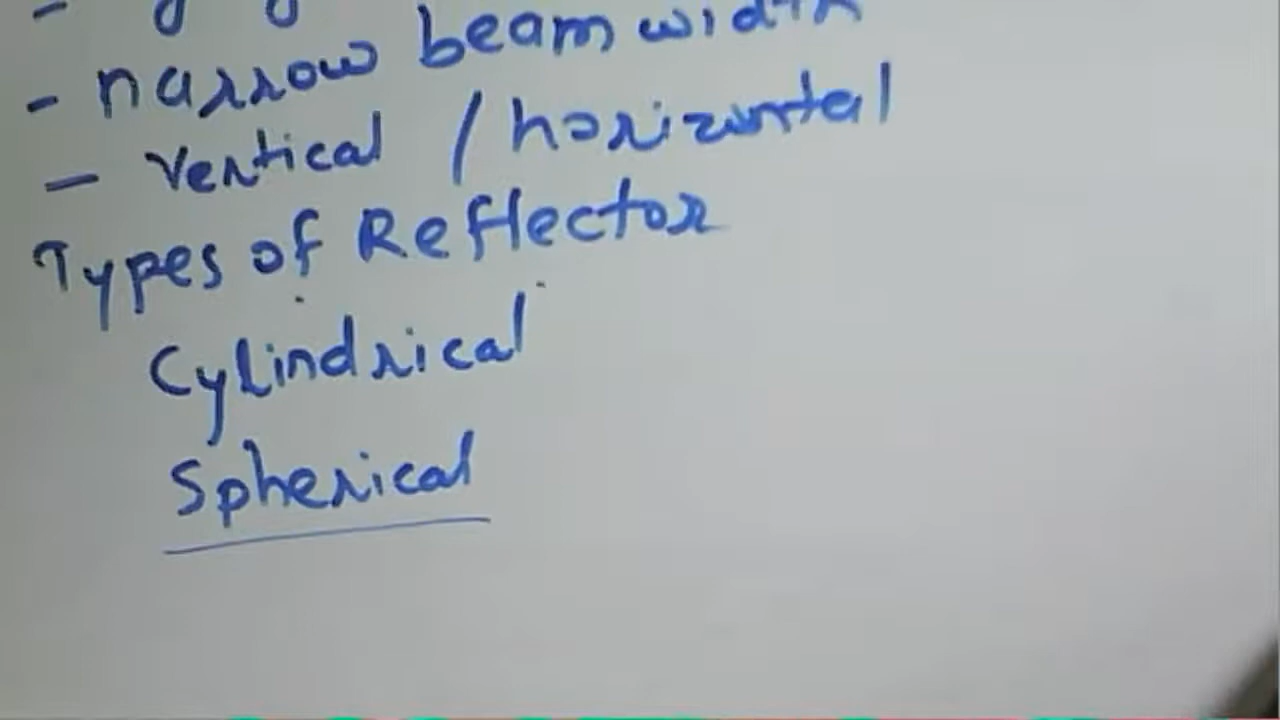 - narrow beam width
- Vertical / horizontal
Types of Reflector
Cylindrical
Spherical